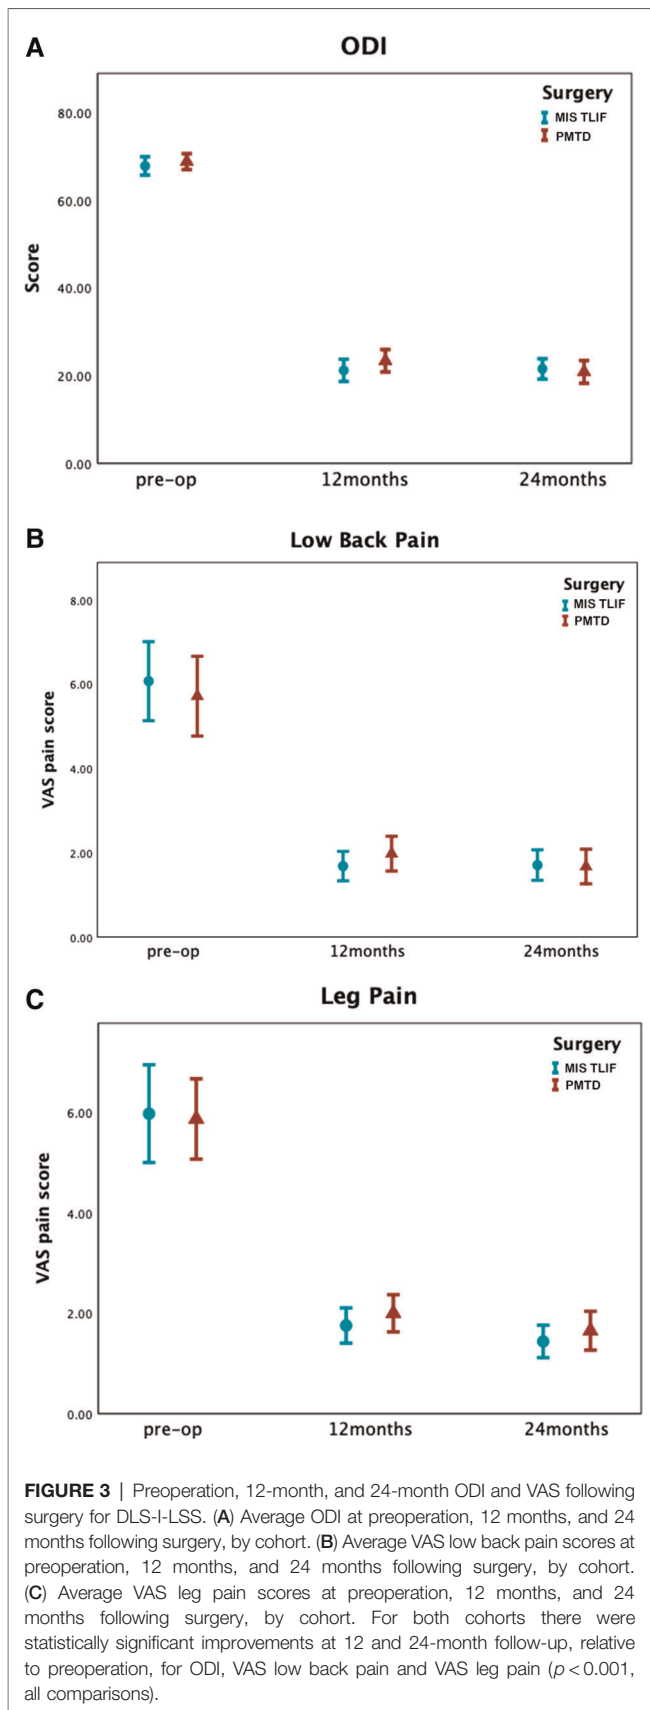 A
ODI
Surgery
MIS TLIF
PMTD
80.00
60.00
40.00
20.00
0.00
Score
pre-op
12months
24months
B
Low Back Pain
Surgery
MIS TLIF
PMTD
8.00
6.00
4.00
2.00
0.00
VAS pain score
pre-op
12months
24months
C
Leg Pain
Surgery
MIS TLIF
PMTD
6.00
4.00
2.00
0.00
VAS pain score
pre-op
12months
24months
FIGURE 3 | Preoperation, 12-month, and 24-month ODI and VAS following
surgery for DLS-I-LSS. (A) Average ODI at preoperation, 12 months, and 24
months following surgery, by cohort. (B) Average VAS low back pain scores at
preoperation, 12 months, and 24 months following surgery, by cohort.
(C) Average VAS leg pain scores at preoperation, 12 months, and 24
months following surgery, by cohort. For both cohorts there were
statistically significant improvements at 12 and 24-month follow-up, relative
to preoperation, for ODI, VAS low back pain and VAS leg pain (p < 0.001,
all comparisons).